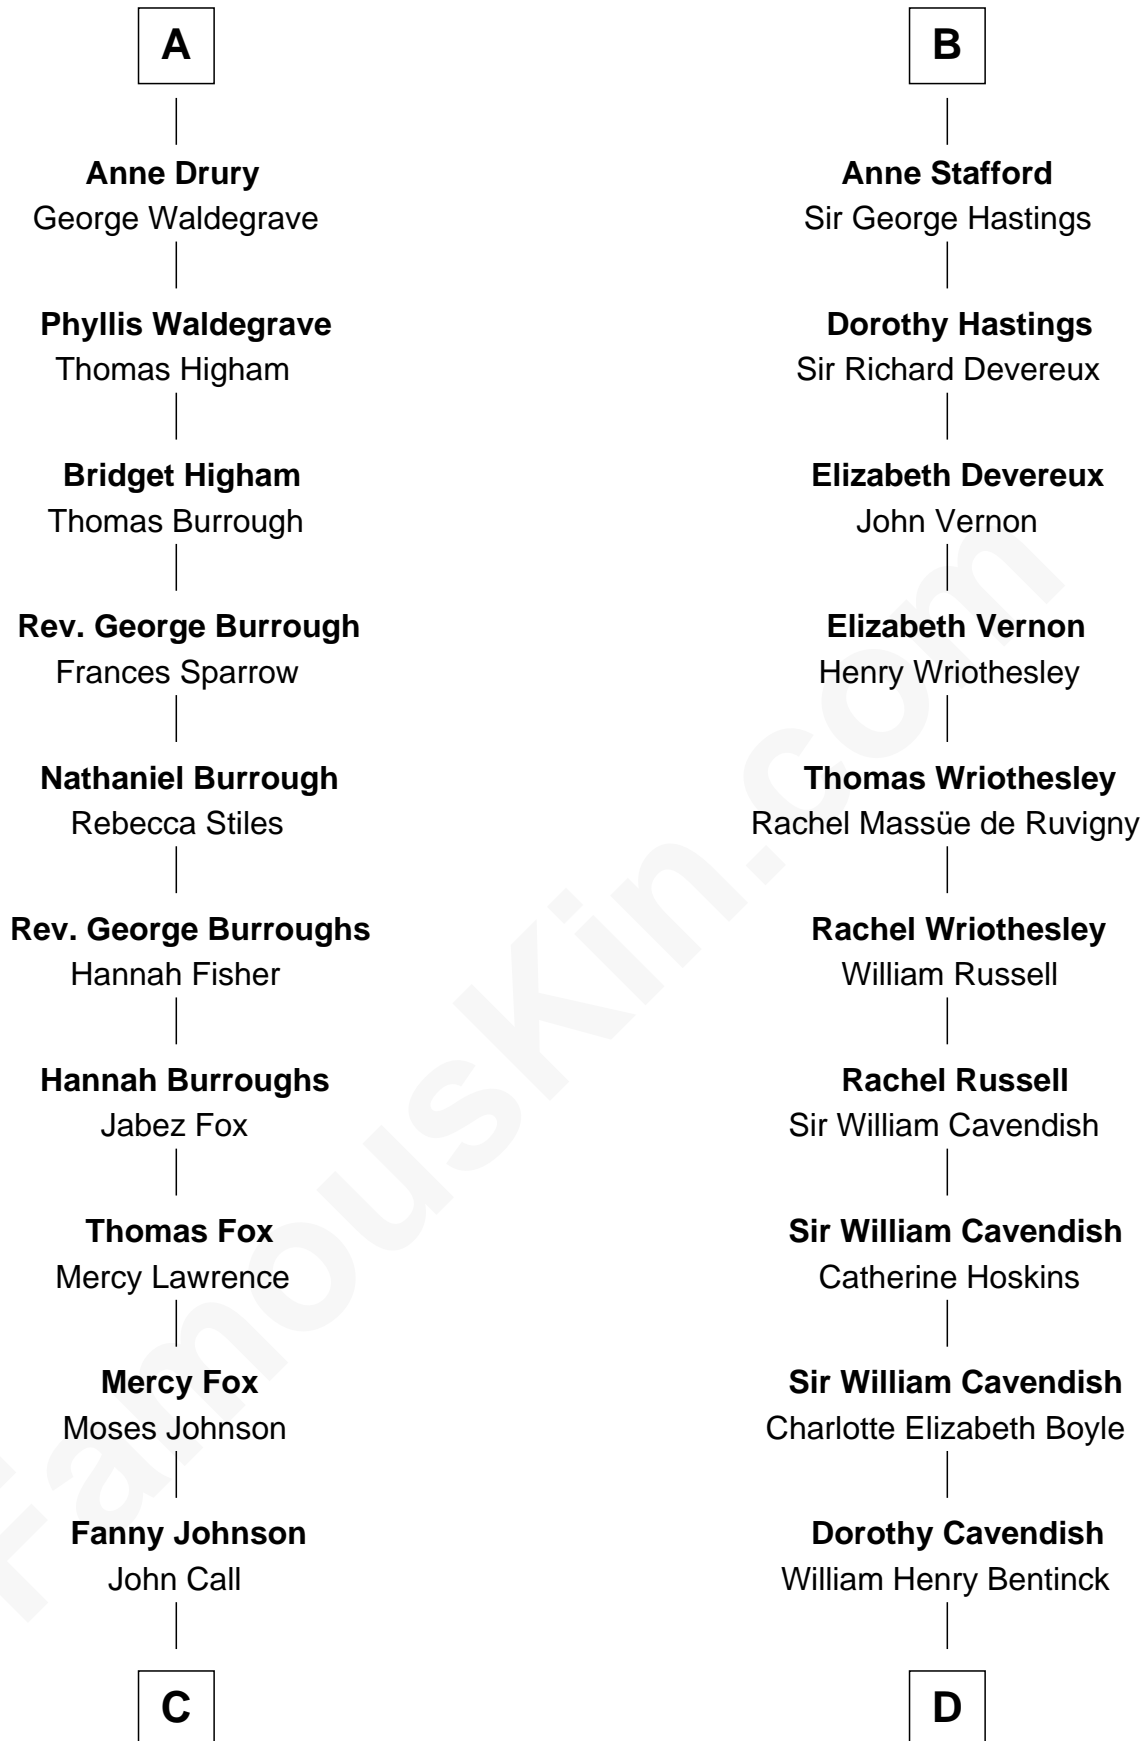 A
Anne Drury
George Waldegrave
Phyllis Waldegrave
Thomas Higham
Bridget Higham
Thomas Burrough
Rev. George Burrough
Frances Sparrow
Nathaniel Burrough
Rebecca Stiles
Rev. George Burroughs
Hannah Fisher
Hannah Burroughs
Jabez Fox
Thomas Fox
Mercy Lawrence
Mercy Fox
Moses Johnson
Fanny Johnson
John Call
C
B
Anne Stafford
Sir George Hastings
Dorothy Hastings
Sir Richard Devereux
Elizabeth Devereux
John Vernon
Elizabeth Vernon
Henry Wriothesley
Thomas Wriothesley
Rachel Massüe de Ruvigny
Rachel Wriothesley
William Russell
Rachel Russell
Sir William Cavendish
Sir William Cavendish
Catherine Hoskins
Sir William Cavendish
Charlotte Elizabeth Boyle
Dorothy Cavendish
William Henry Bentinck
D
FamousKin.com